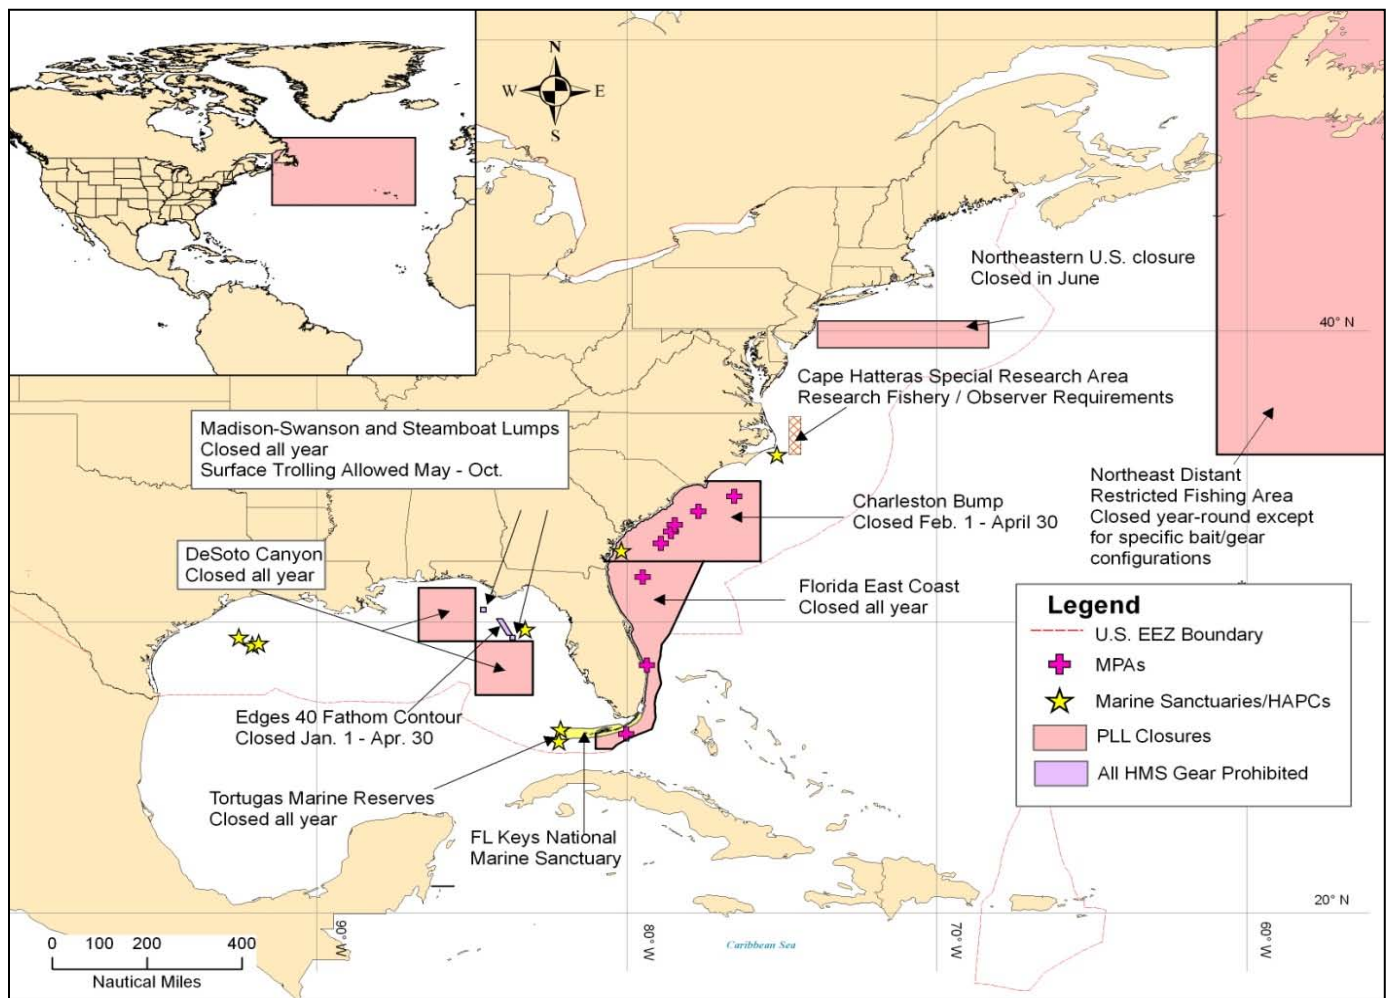 N
W
E
S
Northeastern U.S. closure
Closed in June
40° N
Cape Hatteras Special Research Area
Research Fishery / Observer Requirements
Madison-Swanson and Steamboat Lumps
Closed all year
Surface Trolling Allowed May - Oct.
Northeast Distant
Restricted Fishing Area
Closed year-round except
for specific bait/gear
configurations
Charleston Bump
Closed Feb. 1 - April 30
DeSoto Canyon
Closed all year
Florida East Coast
Closed all year
Legend
U.S. EEZ Boundary
MPAs
Marine Sanctuaries/HAPCs
PLL Closures
All HMS Gear Prohibited
Edges 40 Fathom Contour
Closed Jan. 1 - Apr. 30
Tortugas Marine Reserves
Closed all year
FL Keys National
Marine Sanctuary
20° N
90° W
80° W
70° W
60° W
Caribbean Sea
0 100 200 400
Nautical Miles